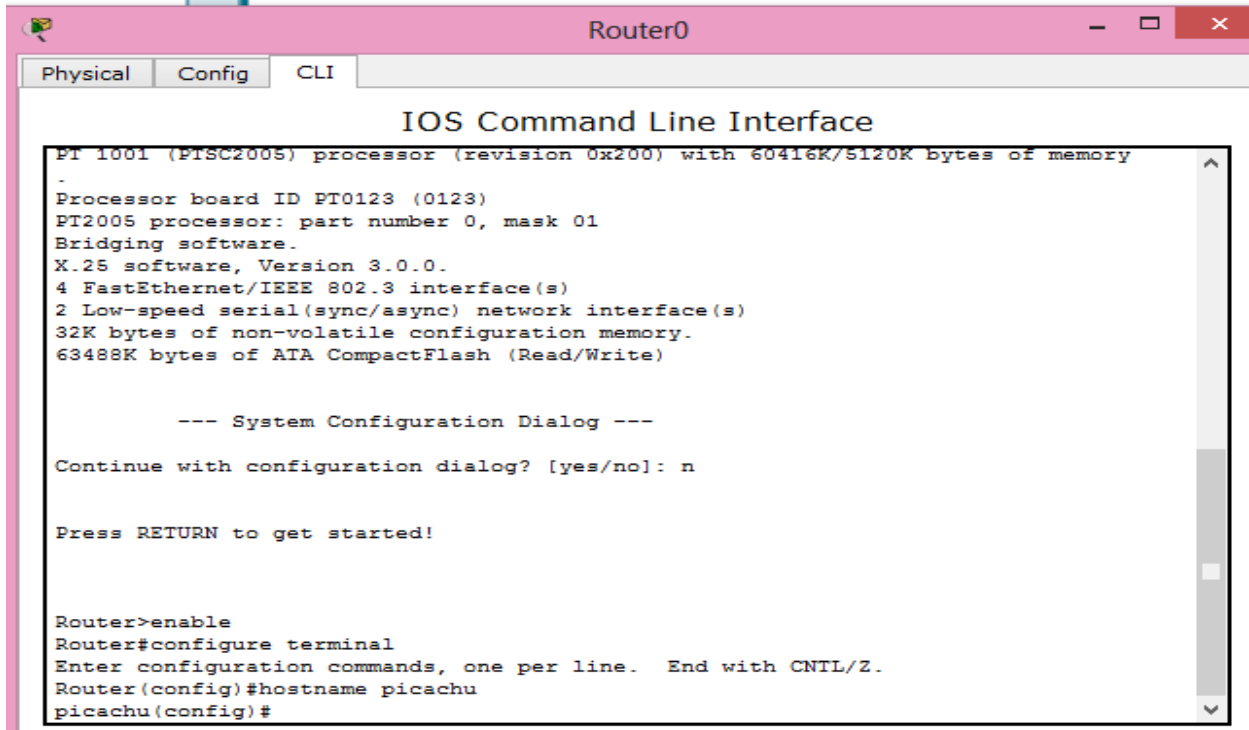 Router0
Physical Config CLI
IOS Command Line Interface
PT 1001 (PTSC2005) processor (revision 0x200) with 60416K/5120K bytes of memory
.
Processor board ID PT0123 (0123)
PT2005 processor: part number 0, mask 01
Bridging software.
X.25 software, Version 3.0.0.
4 FastEthernet/IEEE 802.3 interface(s)
2 Low-speed serial(sync/async) network interface(s)
32K bytes of non-volatile configuration memory.
63488K bytes of ATA CompactFlash (Read/Write)
--- System Configuration Dialog ---
Continue with configuration dialog? [yes/no]: n
Press RETURN to get started!
Router>enable
Router#configure terminal
Enter configuration commands, one per line.  End with CNTL/Z.
Router(config)#hostname picachu
picachu(config)#